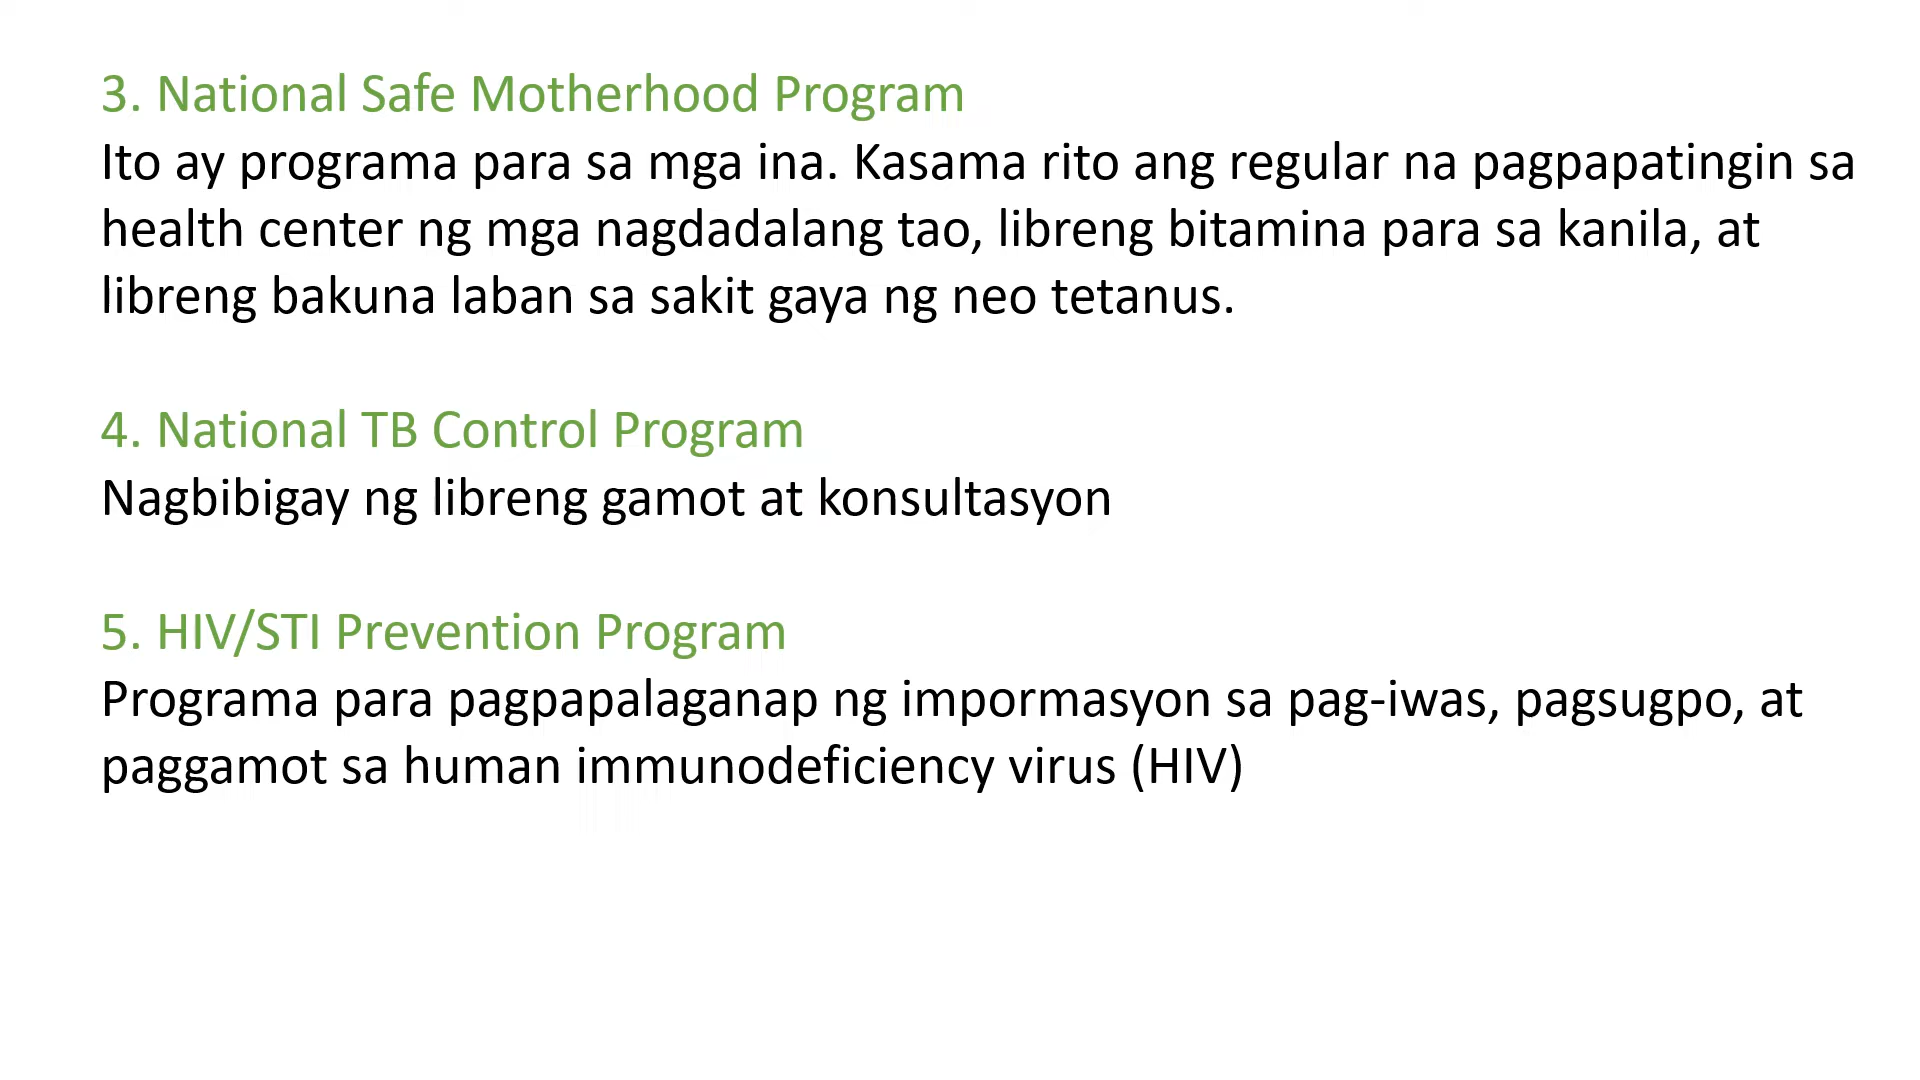 3. National Safe Motherhood Program
Ito ay programa para sa mga ina. Kasama rito ang regular na pagpapatingin sa
health center ng mga nagdadalang tao, libreng bitamina para sa kanila, at
libreng bakuna laban sa sakit gaya ng neo tetanus.
4. National TB Control Program
Nagbibigay ng libreng gamot at konsultasyon
5. HIV/STI Prevention Program
Programa para pagpapalaganap ng impormasyon sa pag-iwas, pagsugpo, at
paggamot sa human immunodeficiency virus (HIV)